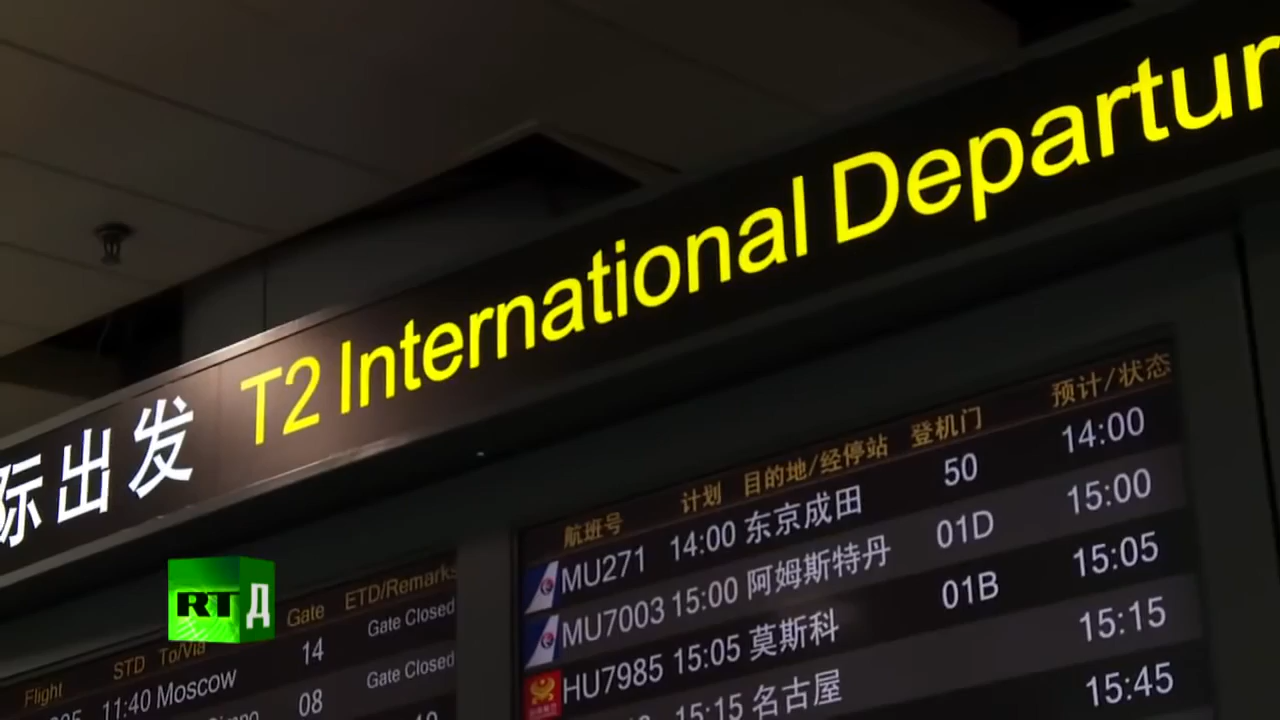 际出发 T2 International Departur
航班号 计划 目的地/经停站 登机门 预计/状态
MU271 14:00 东京成田 50 14:00
MU7003 15:00 阿姆斯特丹 01D 15:00
HU7985 15:05 莫斯科 01B 15:05
15:15 名古屋 15:15
15:45
RT Д
Flight STD To/Via Gate ETD/Remarks
11:40 Moscow 14 Gate Closed
08 Gate Closed